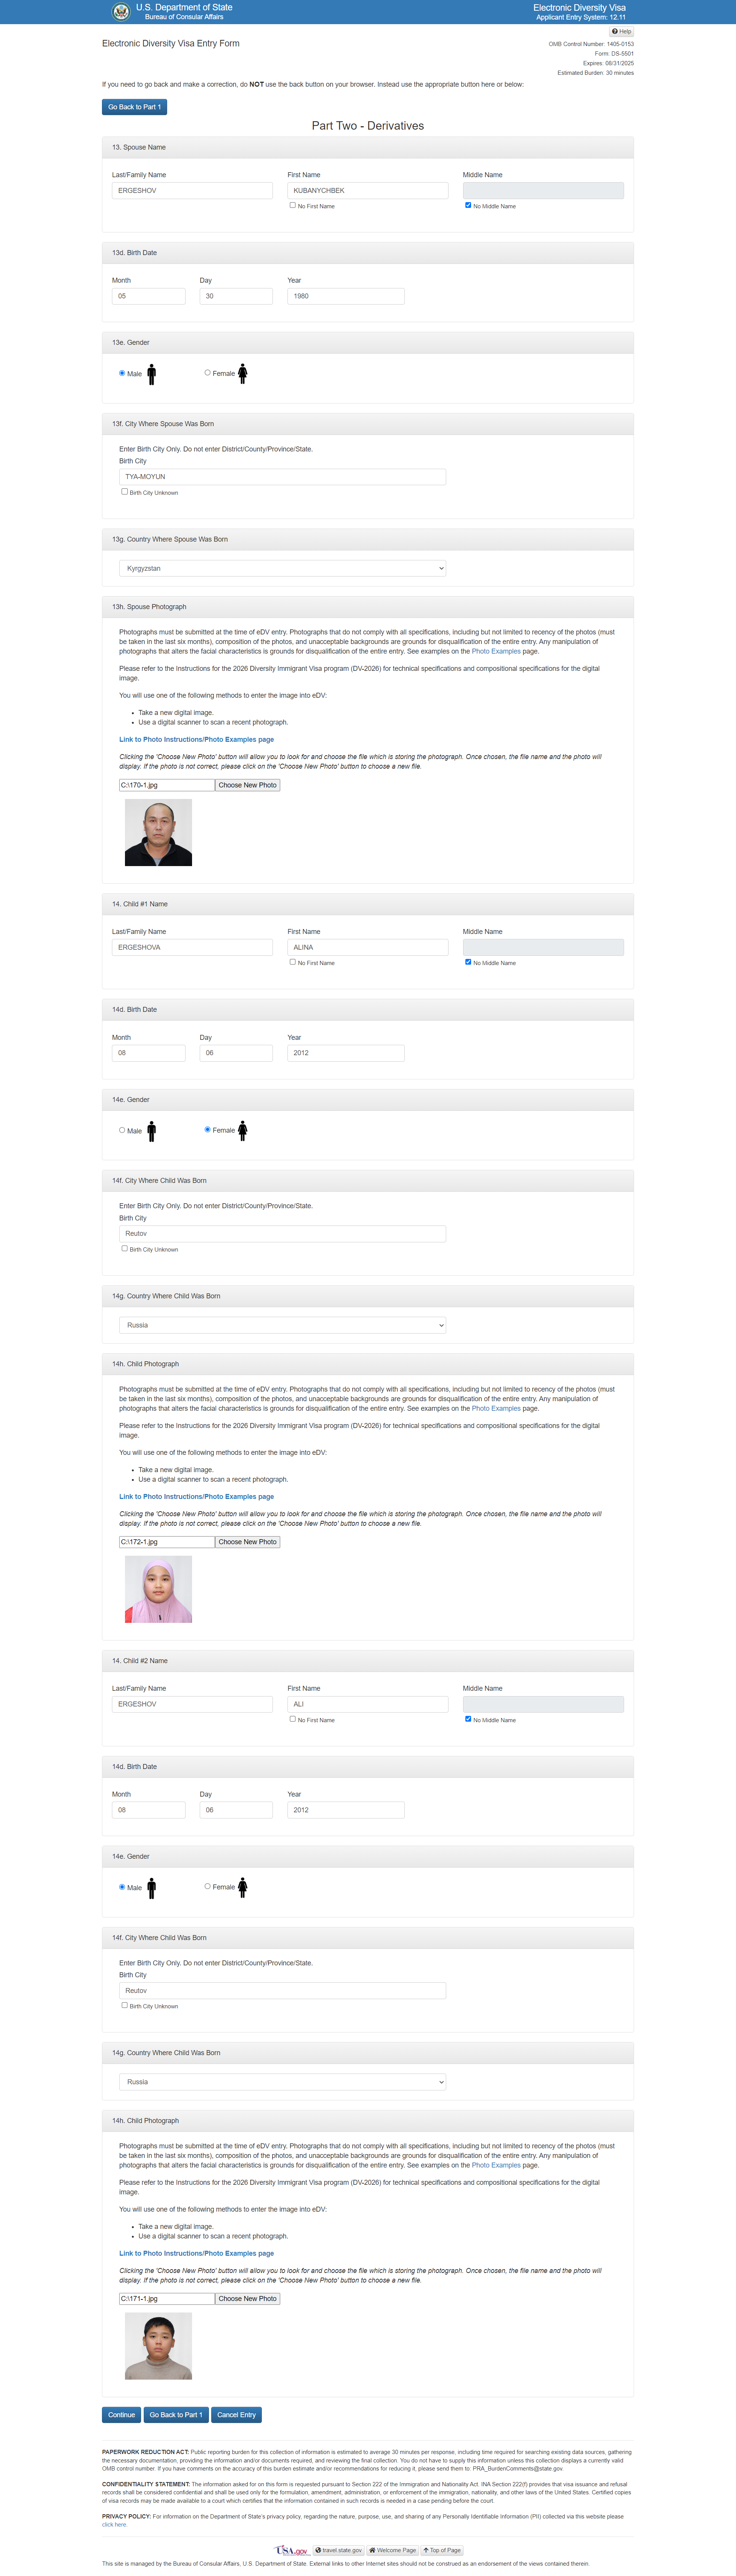 U.S. Department of State
Bureau of Consular Affairs
Electronic Diversity Visa
Applicant Entry System: 12.11
Help
Electronic Diversity Visa Entry Form
OMB Control Number: 1405-0153
Form: DS-5501
Expires: 08/31/2025
Estimated Burden: 30 minutes
If you need to go back and make a correction, do NOT use the back button on your browser. Instead use the appropriate button here or below:
Go Back to Part 1
Part Two - Derivatives
13. Spouse Name
Last/Family Name First Name Middle Name
ERGESHOV KUBANYCHBEK
No First Name No Middle Name
13d. Birth Date
Month Day Year
05 30 1980
13e. Gender
Male Female
13f. City Where Spouse Was Born
Enter Birth City Only. Do not enter District/County/Province/State.
Birth City
TYA-MOYUN
Birth City Unknown
13g. Country Where Spouse Was Born
Kyrgyzstan
13h. Spouse Photograph
Photographs must be submitted at the time of eDV entry. Photographs that do not comply with all specifications, including but not limited to recency of the photos (must
be taken in the last six months), composition of the photos, and unacceptable backgrounds are grounds for disqualification of the entire entry. Any manipulation of
photographs that alters the facial characteristics is grounds for disqualification of the entire entry. See examples on the Photo Examples page.
Please refer to the Instructions for the 2026 Diversity Immigrant Visa program (DV-2026) for technical specifications and compositional specifications for the digital
image.
You will use one of the following methods to enter the image into eDV:
• Take a new digital image.
• Use a digital scanner to scan a recent photograph.
Link to Photo Instructions/Photo Examples page
Clicking the 'Choose New Photo' button will allow you to look for and choose the file which is storing the photograph. Once chosen, the file name and the photo will
display. If the photo is not correct, please click on the 'Choose New Photo' button to choose a new file.
C:\170-1.jpg Choose New Photo
14. Child #1 Name
Last/Family Name First Name Middle Name
ERGESHOVA ALINA
No First Name No Middle Name
14d. Birth Date
Month Day Year
08 06 2012
14e. Gender
Male Female
14f. City Where Child Was Born
Enter Birth City Only. Do not enter District/County/Province/State.
Birth City
Reutov
Birth City Unknown
14g. Country Where Child Was Born
Russia
14h. Child Photograph
Photographs must be submitted at the time of eDV entry. Photographs that do not comply with all specifications, including but not limited to recency of the photos (must
be taken in the last six months), composition of the photos, and unacceptable backgrounds are grounds for disqualification of the entire entry. Any manipulation of
photographs that alters the facial characteristics is grounds for disqualification of the entire entry. See examples on the Photo Examples page.
Please refer to the Instructions for the 2026 Diversity Immigrant Visa program (DV-2026) for technical specifications and compositional specifications for the digital
image.
You will use one of the following methods to enter the image into eDV:
• Take a new digital image.
• Use a digital scanner to scan a recent photograph.
Link to Photo Instructions/Photo Examples page
Clicking the 'Choose New Photo' button will allow you to look for and choose the file which is storing the photograph. Once chosen, the file name and the photo will
display. If the photo is not correct, please click on the 'Choose New Photo' button to choose a new file.
C:\172-1.jpg Choose New Photo
14. Child #2 Name
Last/Family Name First Name Middle Name
ERGESHOV ALI
No First Name No Middle Name
14d. Birth Date
Month Day Year
08 06 2012
14e. Gender
Male Female
14f. City Where Child Was Born
Enter Birth City Only. Do not enter District/County/Province/State.
Birth City
Reutov
Birth City Unknown
14g. Country Where Child Was Born
Russia
14h. Child Photograph
Photographs must be submitted at the time of eDV entry. Photographs that do not comply with all specifications, including but not limited to recency of the photos (must
be taken in the last six months), composition of the photos, and unacceptable backgrounds are grounds for disqualification of the entire entry. Any manipulation of
photographs that alters the facial characteristics is grounds for disqualification of the entire entry. See examples on the Photo Examples page.
Please refer to the Instructions for the 2026 Diversity Immigrant Visa program (DV-2026) for technical specifications and compositional specifications for the digital
image.
You will use one of the following methods to enter the image into eDV:
• Take a new digital image.
• Use a digital scanner to scan a recent photograph.
Link to Photo Instructions/Photo Examples page
Clicking the 'Choose New Photo' button will allow you to look for and choose the file which is storing the photograph. Once chosen, the file name and the photo will
display. If the photo is not correct, please click on the 'Choose New Photo' button to choose a new file.
C:\171-1.jpg Choose New Photo
Continue Go Back to Part 1 Cancel Entry
PAPERWORK REDUCTION ACT: Public reporting burden for this collection of information is estimated to average 30 minutes per response, including time required for searching existing data sources, gathering
the necessary documentation, providing the information and/or documents required, and reviewing the final collection. You do not have to supply this information unless this collection displays a currently valid
OMB control number. If you have comments on the accuracy of this burden estimate and/or recommendations for reducing it, please send them to: PRA_BurdenComments@state.gov.
CONFIDENTIALITY STATEMENT: The information asked for on this form is requested pursuant to Section 222 of the Immigration and Nationality Act. INA Section 222(f) provides that visa issuance and refusal
records shall be considered confidential and shall be used only for the formulation, amendment, administration, or enforcement of the immigration, nationality, and other laws of the United States. Certified copies
of visa records may be made available to a court which certifies that the information contained in such records is needed in a case pending before the court.
PRIVACY POLICY: For information on the Department of State's privacy policy, regarding the nature, purpose, use, and sharing of any Personally Identifiable Information (PII) collected via this website please
click here.
USA.gov travel.state.gov Welcome Page Top of Page
This site is managed by the Bureau of Consular Affairs, U.S. Department of State. External links to other Internet sites should not be construed as an endorsement of the views contained therein.